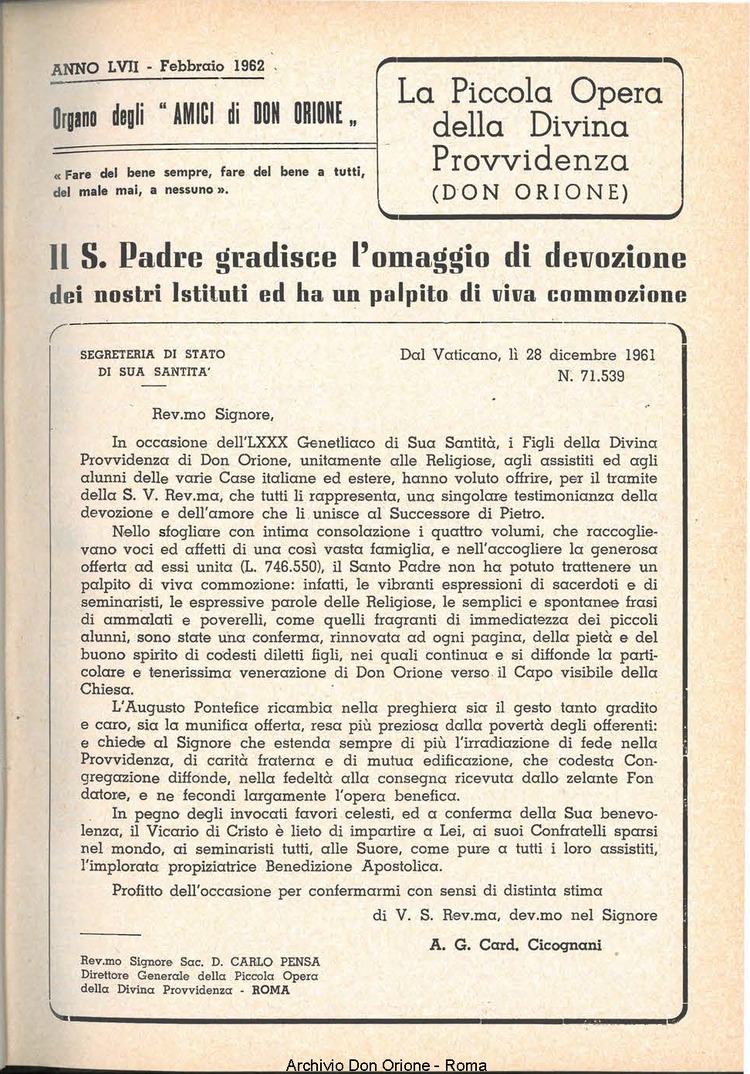 ANNO LVII - Febbraio 1962
Organo degli “ AMICI di DON ORIONE „
« Fare del bene sempre, fare del bene a tutti,
del male mai, a nessuno ».
La Piccola Opera
della Divina
Provvidenza
(DON ORIONE)
Il S. Padre gradisce l'omaggio di devozione
dei nostri Istituti ed ha un palpito di viva commozione
SEGRETERIA DI STATO
DI SUA SANTITA'
Dal Vaticano, lì 28 dicembre 1961
N. 71.539
Rev.mo Signore,
In occasione dell'LXXX Genetliaco di Sua Santità, i Figli della Divina
Provvidenza di Don Orione, unitamente alle Religiose, agli assistiti ed agli
alunni delle varie Case italiane ed estere, hanno voluto offrire, per il tramite
della S. V. Rev.ma, che tutti li rappresenta, una singolare testimonianza della
devozione e dell'amore che li unisce al Successore di Pietro.
Nello sfogliare con intima consolazione i quattro volumi, che raccoglie-
vano voci ed affetti di una così vasta famiglia, e nell'accogliere la generosa
offerta ad essi unita (L. 746.550), il Santo Padre non ha potuto trattenere un
palpito di viva commozione: infatti, le vibranti espressioni di sacerdoti e di
seminaristi, le espressive parole delle Religiose, le semplici e spontanee frasi
di ammalati e poverelli, come quelli fragranti di immediatezza dei piccoli
alunni, sono state una conferma, rinnovata ad ogni pagina, della pietà e del
buono spirito di codesti diletti figli, nei quali continua e si diffonde la parti-
colare e tenerissima venerazione di Don Orione verso il Capo visibile della
Chiesa.
L'Augusto Pontefice ricambia nella preghiera sia il gesto tanto gradito
e caro, sia la munifica offerta, resa più preziosa dalla povertà degli offerenti:
e chiede al Signore che estenda sempre di più l'irradiazione di fede nella
Provvidenza, di carità fraterna e di mutua edificazione, che codesta Con-
gregazione diffonde, nella fedeltà alla consegna ricevuta dallo zelante Fon
datore, e ne fecondi largamente l'opera benefica.
In pegno degli invocati favori celesti, ed a conferma della Sua benevo-
lenza, il Vicario di Cristo è lieto di impartire a Lei, ai suoi Confratelli sparsi
nel mondo, ai seminaristi tutti, alle Suore, come pure a tutti i loro assistiti,
l'implorata propiziatrice Benedizione Apostolica.
Profitto dell'occasione per confermarmi con sensi di distinta stima
di V. S. Rev.ma, dev.mo nel Signore
A. G. Card. Cicognani
Rev.mo Signore Sac. D. CARLO PENSA
Direttore Generale della Piccola Opera
della Divina Provvidenza - ROMA
Archivio Don Orione - Roma